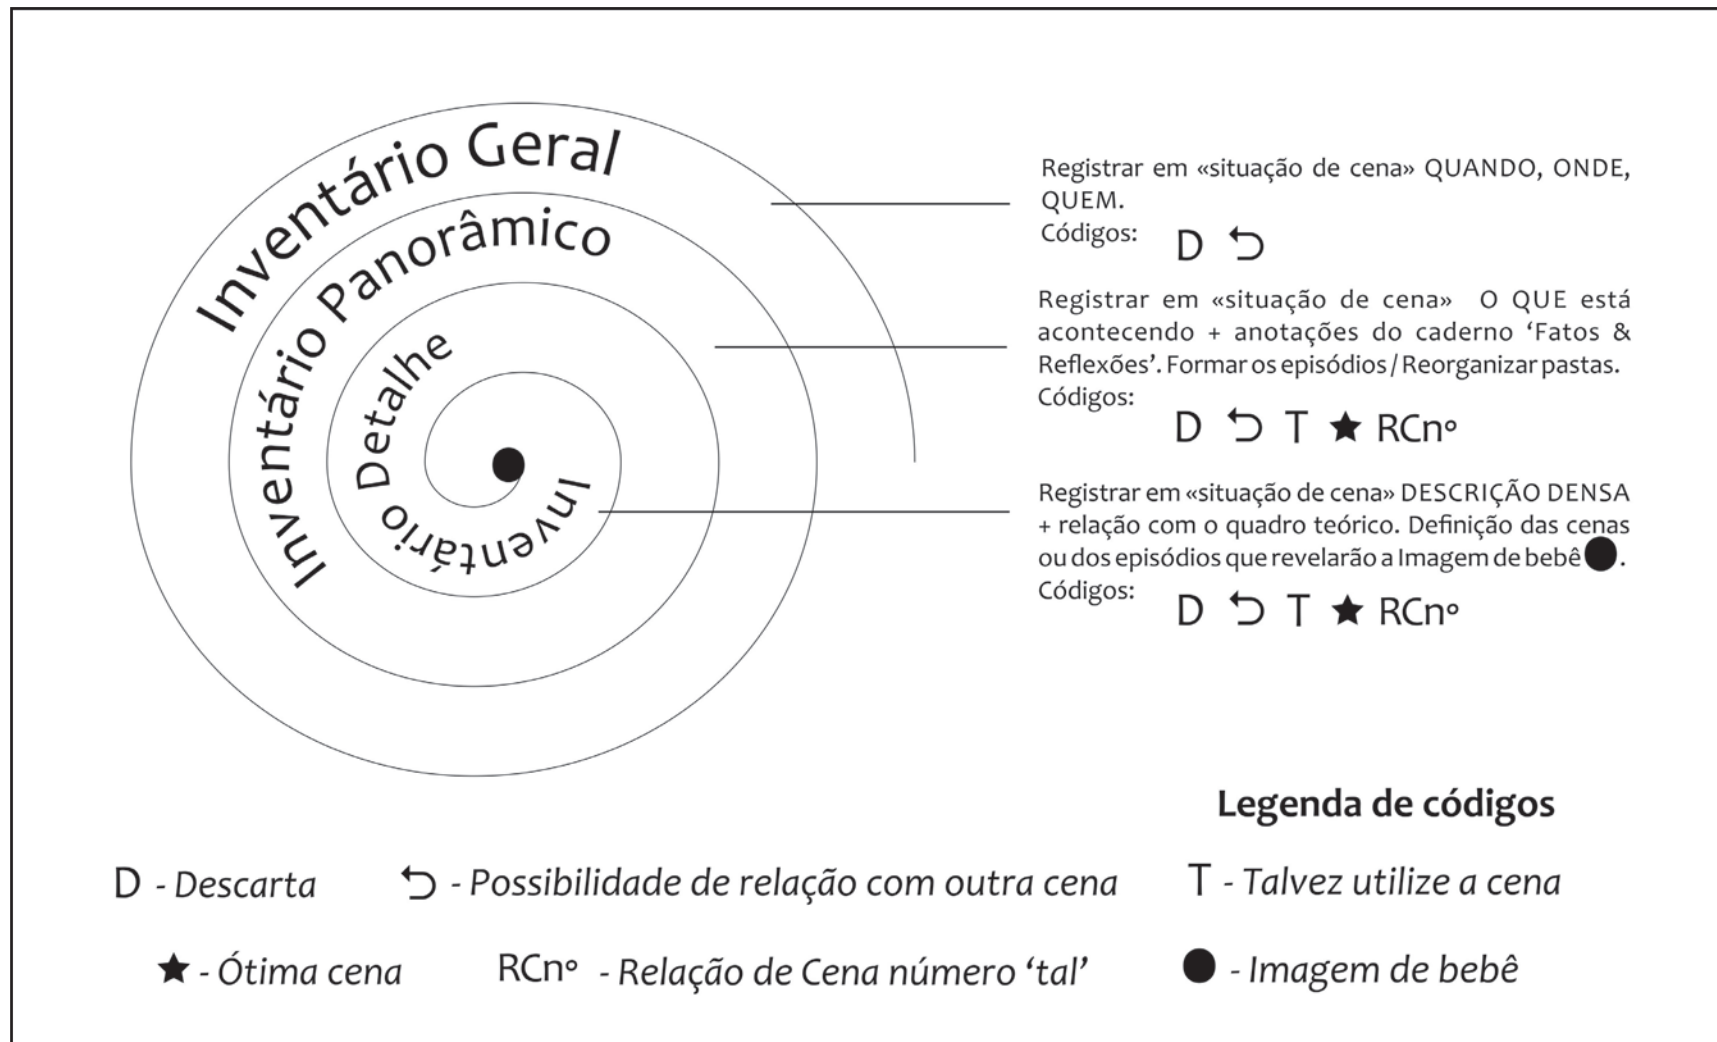 Inventário Geral
Inventário Panorâmico
Inventário Detalhe
Registrar em «situação de cena» QUANDO, ONDE,
QUEM.
Códigos: D ⮌
Registrar em «situação de cena» O QUE está
acontecendo + anotações do caderno ‘Fatos &
Reflexões’. Formar os episódios / Reorganizar pastas.
Códigos:
D ⮌ T ★ RCnº
Registrar em «situação de cena» DESCRIÇÃO DENSA
+ relação com o quadro teórico. Definição das cenas
ou dos episódios que revelarão a Imagem de bebê ●.
Códigos:
D ⮌ T ★ RCnº
Legenda de códigos
D - Descarta ⮌ - Possibilidade de relação com outra cena T - Talvez utilize a cena
★ - Ótima cena RCnº - Relação de Cena número ‘tal’ ● - Imagem de bebê